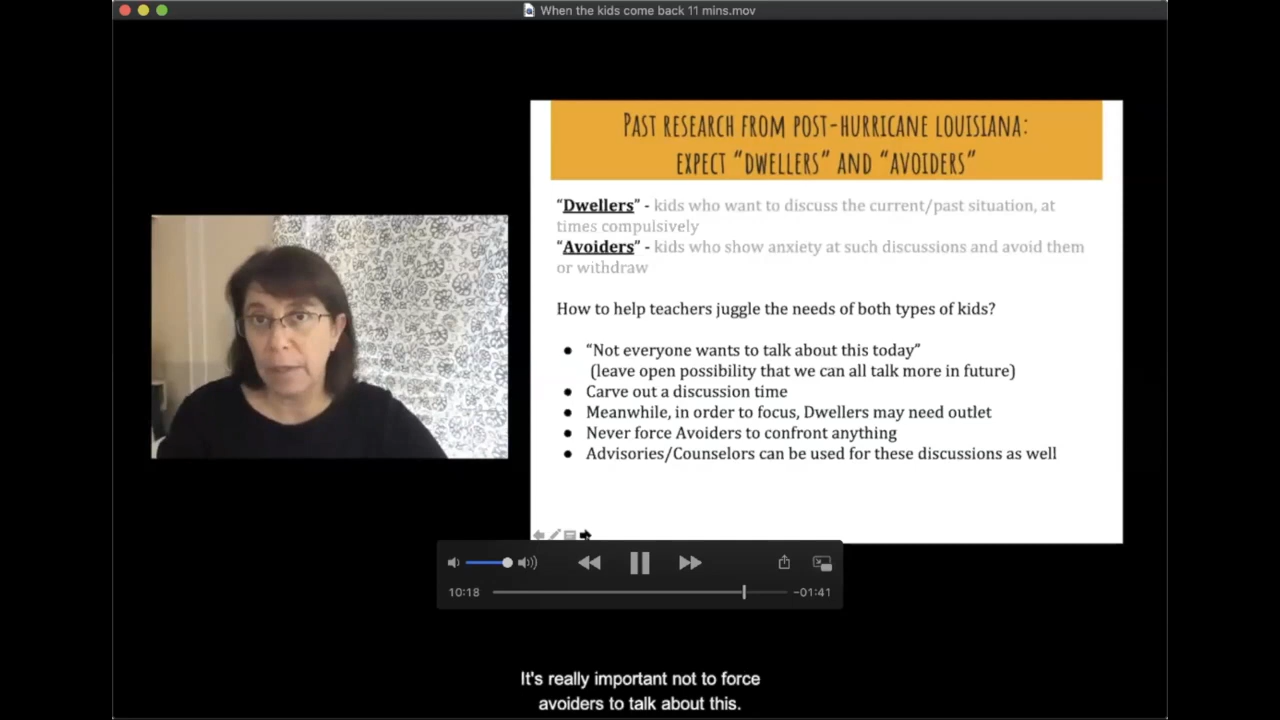 When the kids come back 11 mins.mov
PAST RESEARCH FROM POST-HURRICANE LOUISIANA:
EXPECT “DWELLERS” AND “AVOIDERS”
“Dwellers” - kids who want to discuss the current/past situation, at
times compulsively
“Avoiders” - kids who show anxiety at such discussions and avoid them
or withdraw
How to help teachers juggle the needs of both types of kids?
● “Not everyone wants to talk about this today”
(leave open possibility that we can all talk more in future)
● Carve out a discussion time
● Meanwhile, in order to focus, Dwellers may need outlet
● Never force Avoiders to confront anything
● Advisories/Counselors can be used for these discussions as well
10:18
-01:41
It's really important not to force
avoiders to talk about this.